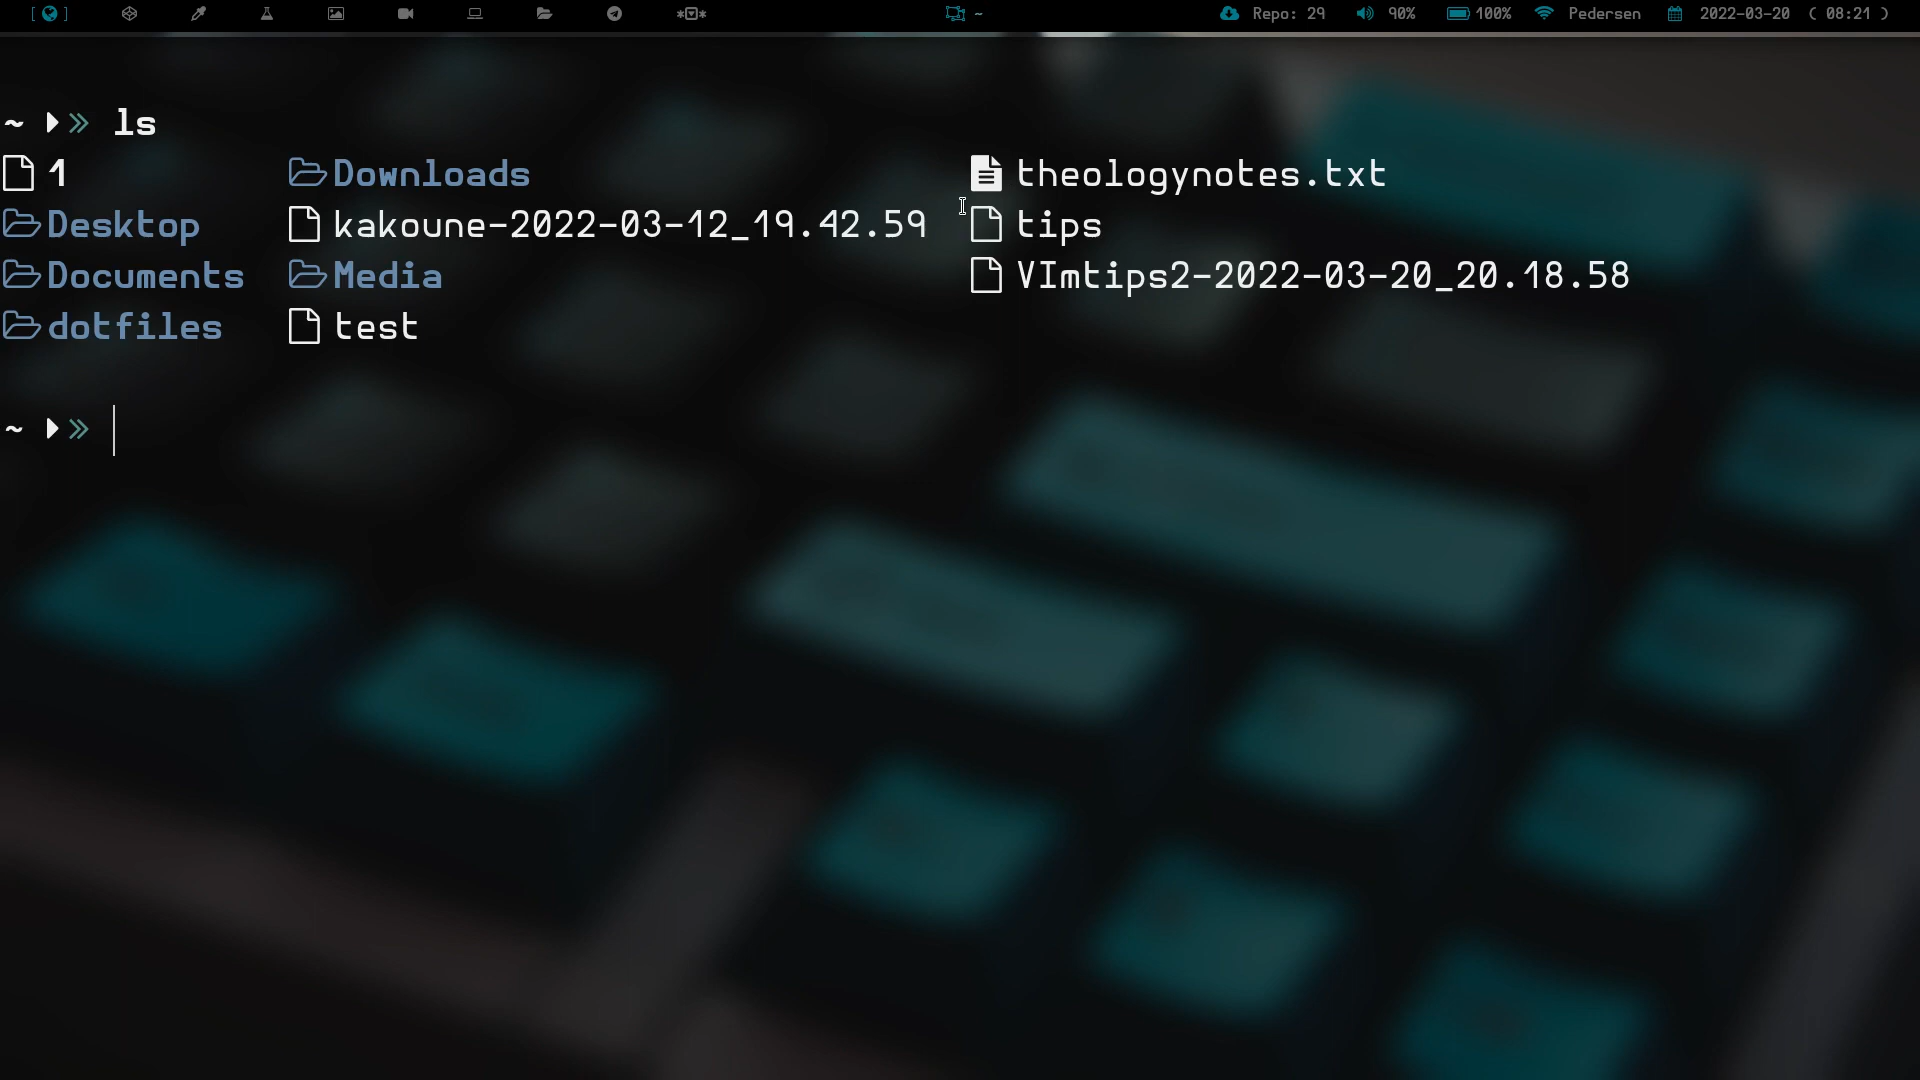 [ ] *** ~ Repo: 29 90% 100% Pedersen 2022-03-20 ( 08:21 )
~ ls
1 Downloads theologynotes.txt
Desktop kakoune-2022-03-12_19.42.59 tips
Documents Media VImtips2-2022-03-20_20.18.58
dotfiles test
~